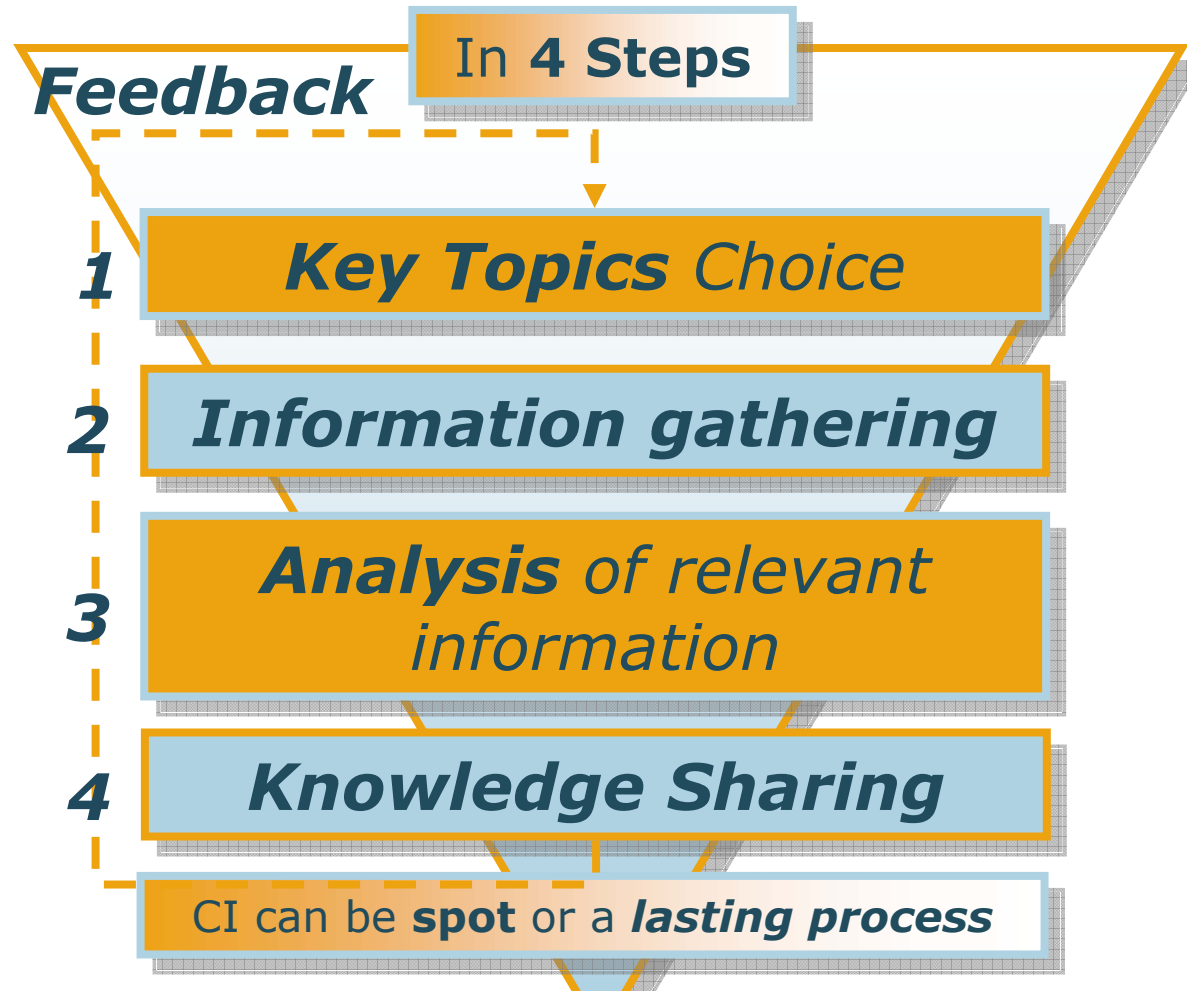 In 4 Steps
Feedback
1
Key Topics Choice
2
Information gathering
3
Analysis of relevant
information
4
Knowledge Sharing
CI can be spot or a lasting process